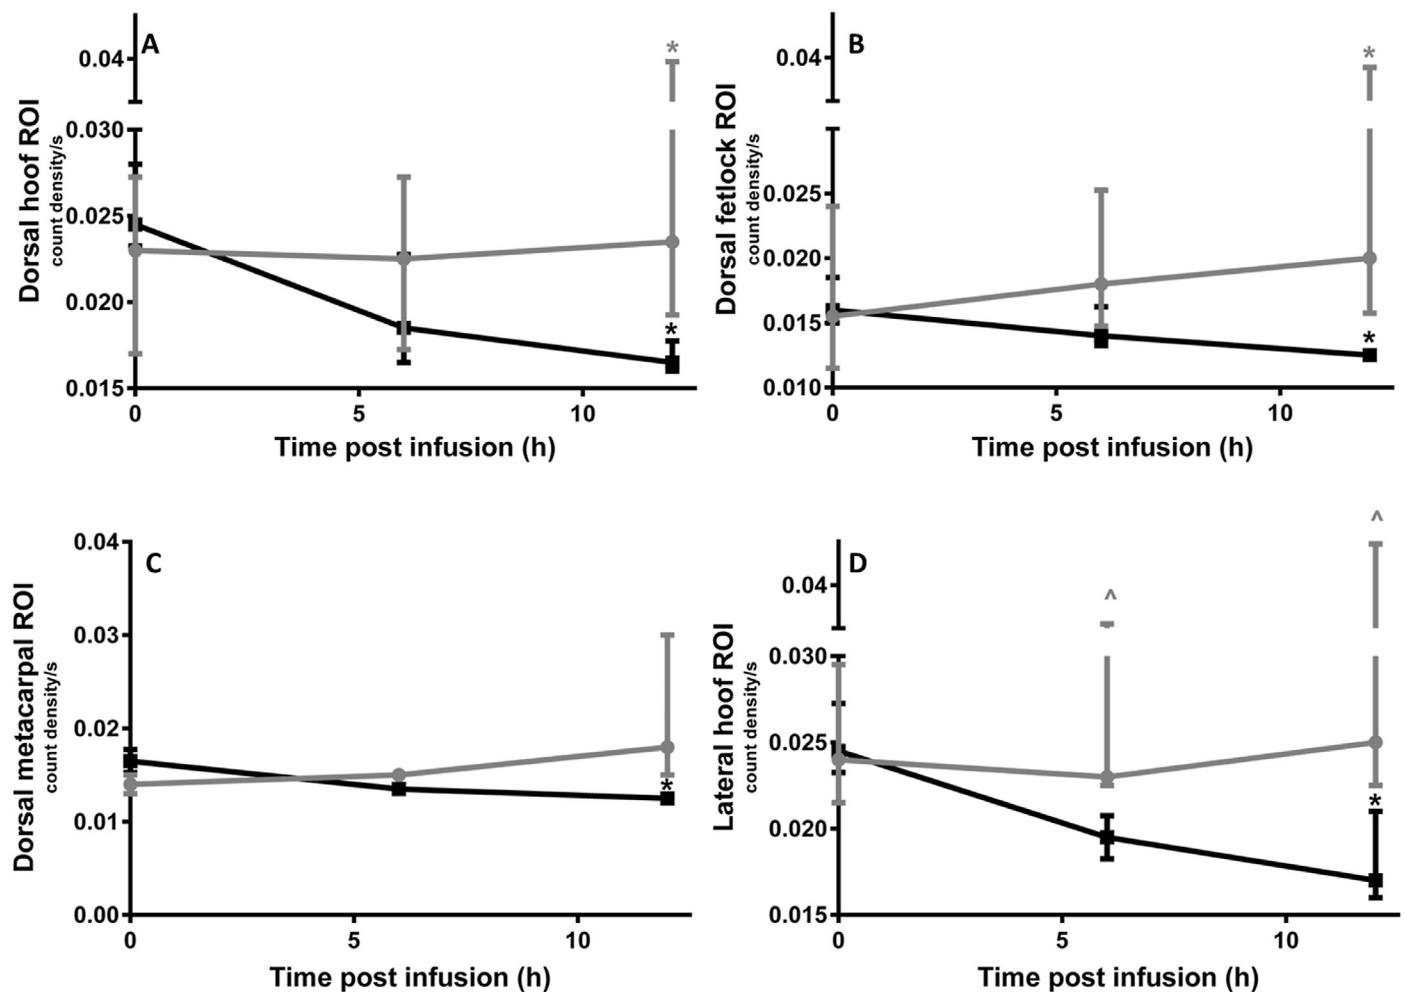 A
*
0.04
0.030
0.025
0.020
0.015
*
0 5 10
Time post infusion (h)
Dorsal hoof ROI
count density/s
B
*
0.04
0.025
0.020
0.015
0.010
*
0 5 10
Time post infusion (h)
Dorsal fetlock ROI
count density/s
C
0.04
0.03
0.02
0.01
0.00
*
0 5 10
Time post infusion (h)
Dorsal metacarpal ROI
count density/s
D
^
^
0.04
0.030
0.025
0.020
0.015
*
0 5 10
Time post infusion (h)
Lateral hoof ROI
count density/s